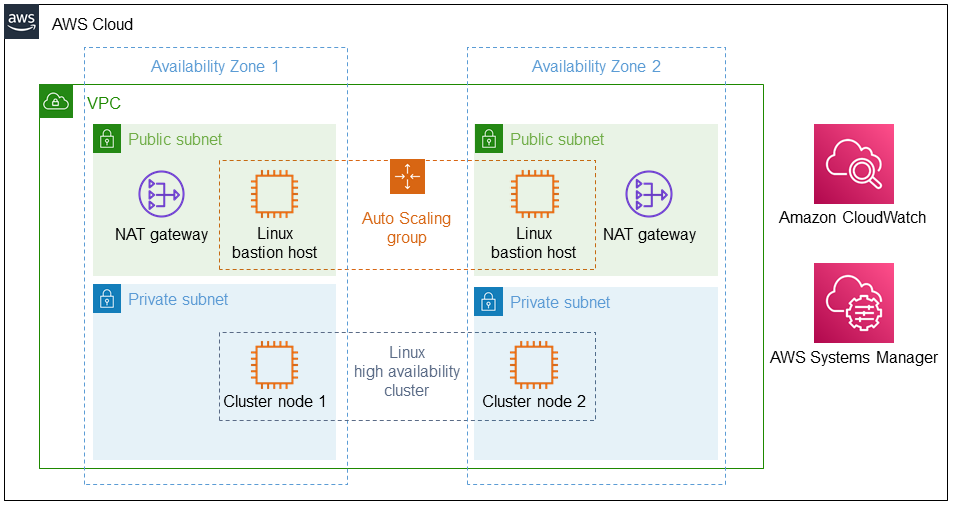 aws
AWS Cloud
Availability Zone 1
Availability Zone 2
VPC
Public subnet
Public subnet
NAT gateway
Linux
bastion host
Auto Scaling
group
Linux
bastion host
NAT gateway
Amazon CloudWatch
Private subnet
Private subnet
Cluster node 1
Linux
high availability
cluster
Cluster node 2
AWS Systems Manager